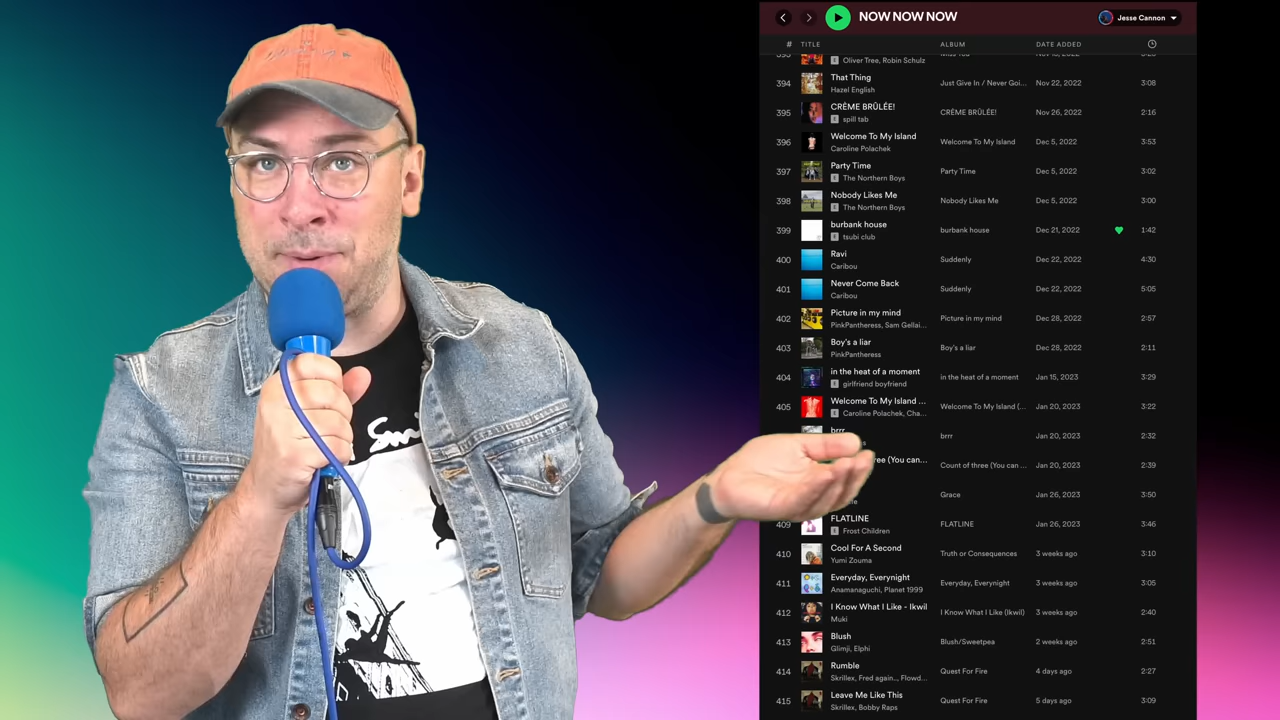 NOW NOW NOW
Jesse Cannon
# TITLE ALBUM DATE ADDED
Oliver Tree, Robin Schulz
394 That Thing Just Give In / Never Goi... Nov 22, 2022 3:08
Hazel English
395 CRÈME BRÛLÉE! CRÈME BRÛLÉE! Nov 26, 2022 2:16
E spill tab
396 Welcome To My Island Welcome To My Island Dec 5, 2022 3:53
Caroline Polachek
397 Party Time Party Time Dec 5, 2022 3:02
E The Northern Boys
398 Nobody Likes Me Nobody Likes Me Dec 5, 2022 3:00
E The Northern Boys
399 burbank house burbank house Dec 21, 2022 1:42
E tsubi club
400 Ravi Suddenly Dec 22, 2022 4:30
Caribou
401 Never Come Back Suddenly Dec 22, 2022 5:05
Caribou
402 Picture in my mind Picture in my mind Dec 28, 2022 2:57
PinkPantheress, Sam Gellai...
403 Boy's a liar Boy's a liar Dec 28, 2022 2:11
PinkPantheress
404 in the heat of a moment in the heat of a moment Jan 15, 2023 3:29
E girlfriend boyfriend
405 Welcome To My Island ... Welcome To My Island (... Jan 20, 2023 3:22
E Caroline Polachek, Cha...
brrr brrr Jan 20, 2023 2:32
(You can... Count of three (You can ... Jan 20, 2023 2:39
Grace Jan 26, 2023 3:50
409 FLATLINE FLATLINE Jan 26, 2023 3:46
E Frost Children
410 Cool For A Second Truth or Consequences 3 weeks ago 3:10
Yumi Zouma
411 Everyday, Everynight Everyday, Everynight 3 weeks ago 3:05
Anamanaguchi, Planet 1999
412 I Know What I Like - Ikwil I Know What I Like (Ikwil) 3 weeks ago 2:40
Muki
413 Blush Blush/Sweetpea 2 weeks ago 2:51
Glimji, Elphi
414 Rumble Quest For Fire 4 days ago 2:27
Skrillex, Fred again.., Flowd...
415 Leave Me Like This Quest For Fire 5 days ago 3:09
Skrillex, Bobby Raps